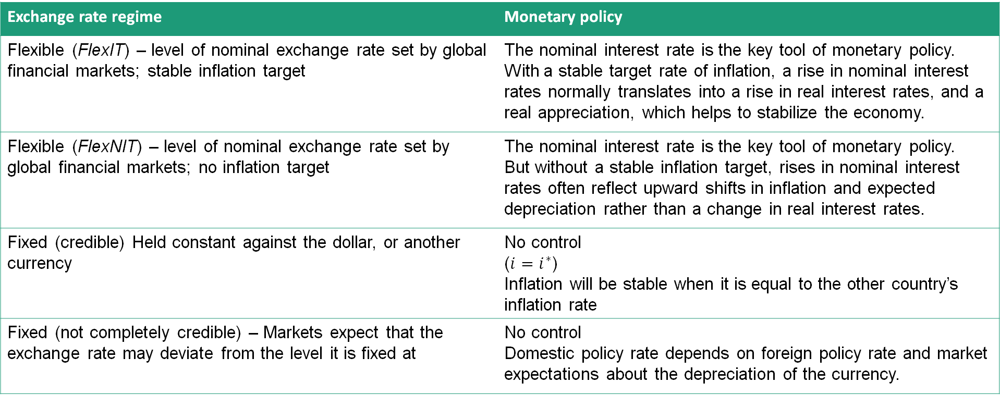 Exchange rate regime
Monetary policy
Flexible (FlexIT) – level of nominal exchange rate set by global
financial markets; stable inflation target
The nominal interest rate is the key tool of monetary policy.
With a stable target rate of inflation, a rise in nominal interest
rates normally translates into a rise in real interest rates, and a
real appreciation, which helps to stabilize the economy.
Flexible (FlexNIT) – level of nominal exchange rate set by
global financial markets; no inflation target
The nominal interest rate is the key tool of monetary policy.
But without a stable inflation target, rises in nominal interest
rates often reflect upward shifts in inflation and expected
depreciation rather than a change in real interest rates.
Fixed (credible) Held constant against the dollar, or another
currency
No control
(i = i*)
Inflation will be stable when it is equal to the other country’s
inflation rate
Fixed (not completely credible) – Markets expect that the
exchange rate may deviate from the level it is fixed at
No control
Domestic policy rate depends on foreign policy rate and market
expectations about the depreciation of the currency.